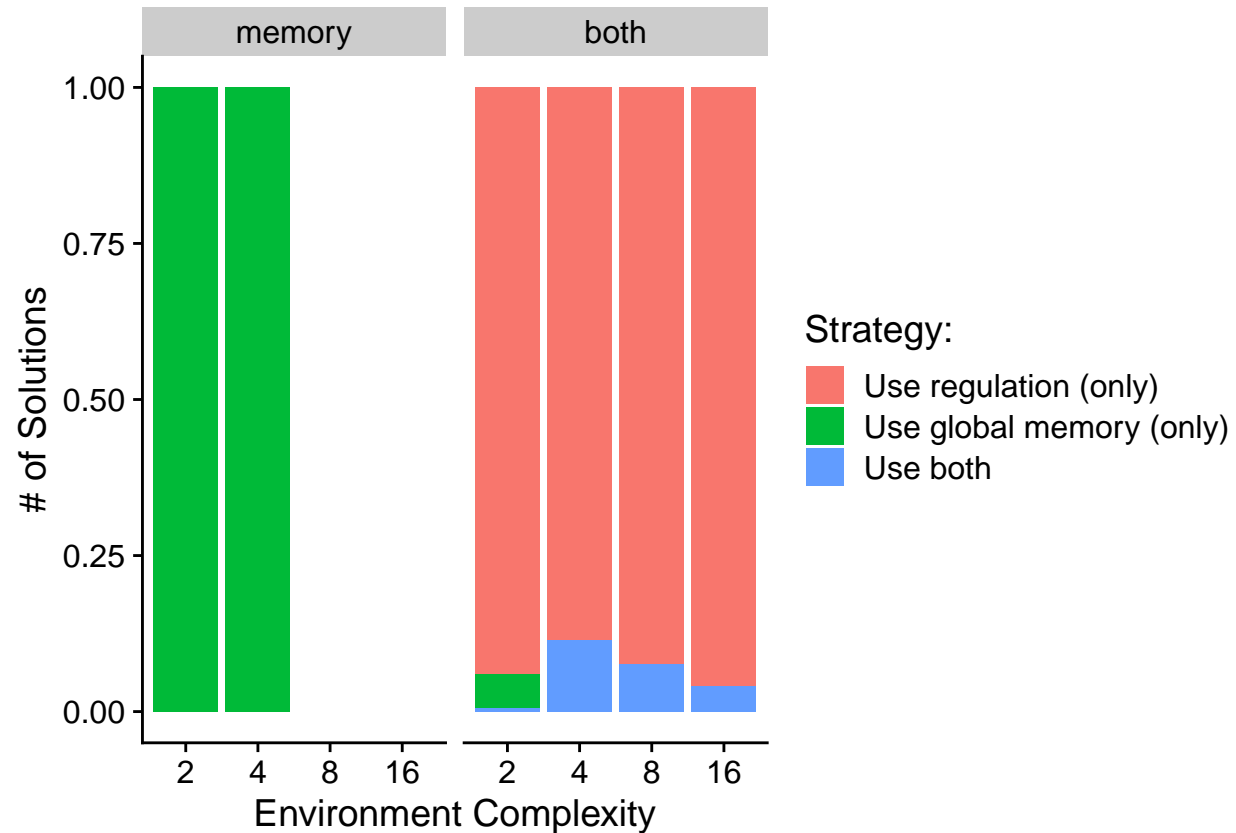 memory both
1.00
0.75
0.50
0.25
0.00
# of Solutions
2 4 8 16 2 4 8 16
Environment Complexity
Strategy:
Use regulation (only)
Use global memory (only)
Use both